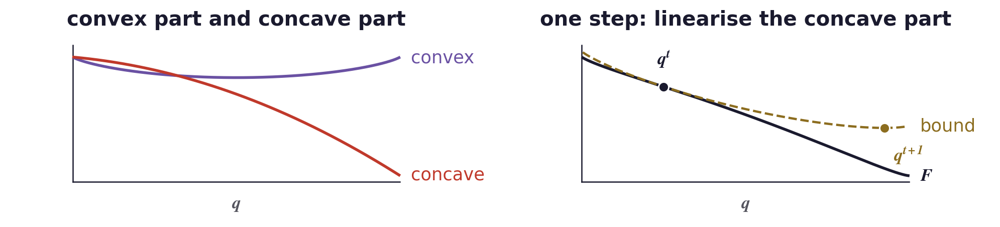 convex part and concave part
convex
concave
q
one step: linearise the concave part
q^t
bound
q^{t+1}
F
q